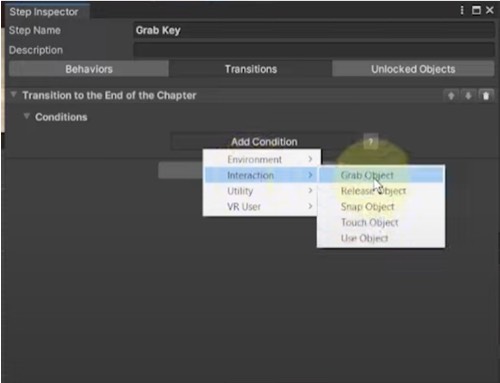 Step Inspector
Step Name Grab Key
Description
Behaviors Transitions Unlocked Objects
Transition to the End of the Chapter
Conditions
Add Condition ?
Environment
Interaction
Utility
VR User
Grab Object
Release Object
Snap Object
Touch Object
Use Object